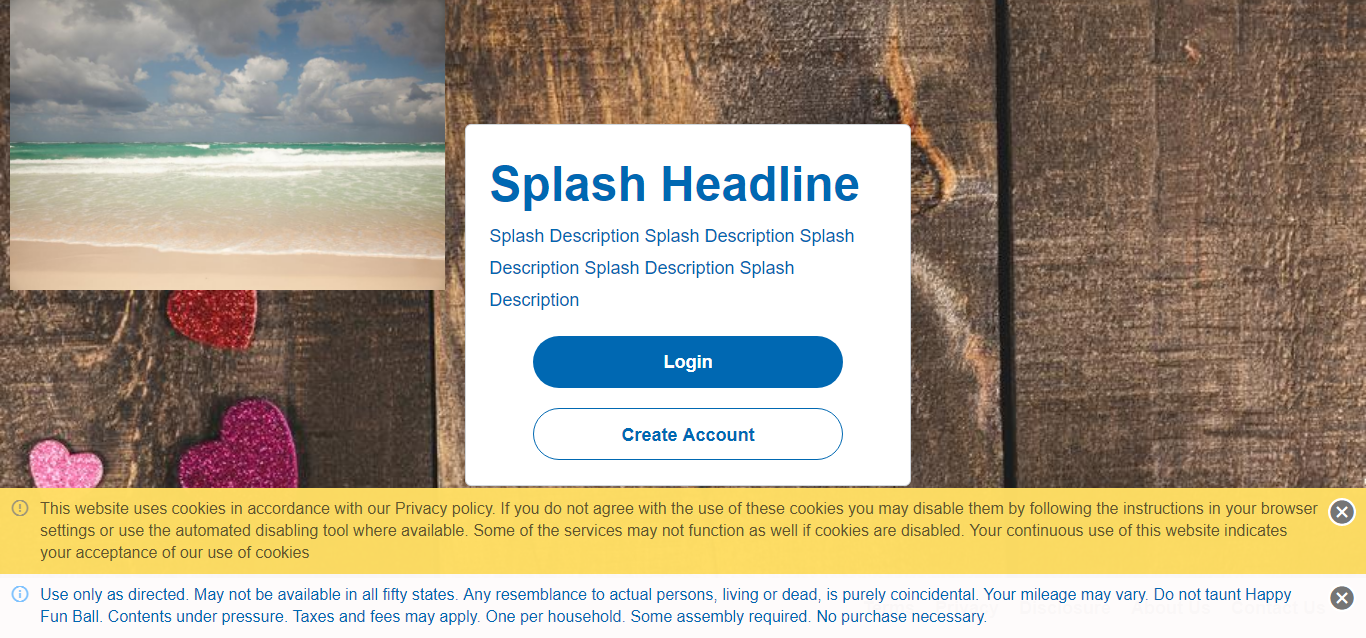 Splash Headline
Splash Description Splash Description Splash
Description Splash Description Splash
Description
Login
Create Account
This website uses cookies in accordance with our Privacy policy. If you do not agree with the use of these cookies you may disable them by following the instructions in your browser
settings or use the automated disabling tool where available. Some of the services may not function as well if cookies are disabled. Your continuous use of this website indicates
your acceptance of our use of cookies
Use only as directed. May not be available in all fifty states. Any resemblance to actual persons, living or dead, is purely coincidental. Your mileage may vary. Do not taunt Happy
Fun Ball. Contents under pressure. Taxes and fees may apply. One per household. Some assembly required. No purchase necessary.